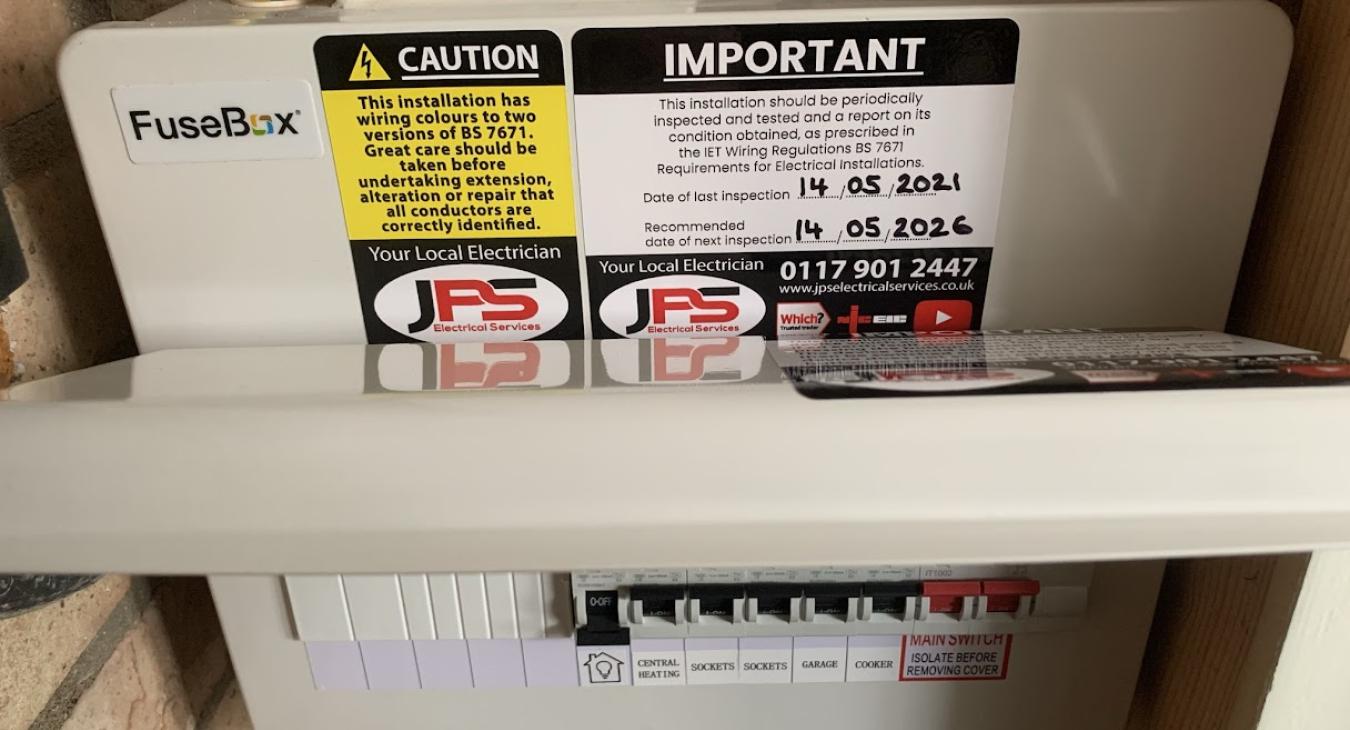 FuseBox
CAUTION
This installation has
wiring colours to two
versions of BS 7671.
Great care should be
taken before
undertaking extension,
alteration or repair that
all conductors are
correctly identified.
Your Local Electrician
JPS
Electrical Services
IMPORTANT
This installation should be periodically
inspected and tested and a report on its
condition obtained, as prescribed in
the IET Wiring Regulations BS 7671
Requirements for Electrical Installations.
Date of last inspection 14/05/2021
Recommended
date of next inspection 14/05/2026
Your Local Electrician
JPS
Electrical Services
0117 901 2447
www.jpselectricalservices.co.uk
Which?
Trusted trader
NICEIC
O-OFF
CENTRAL
HEATING
SOCKETS
SOCKETS
GARAGE
COOKER
MAIN SWITCH
ISOLATE BEFORE
REMOVING COVER